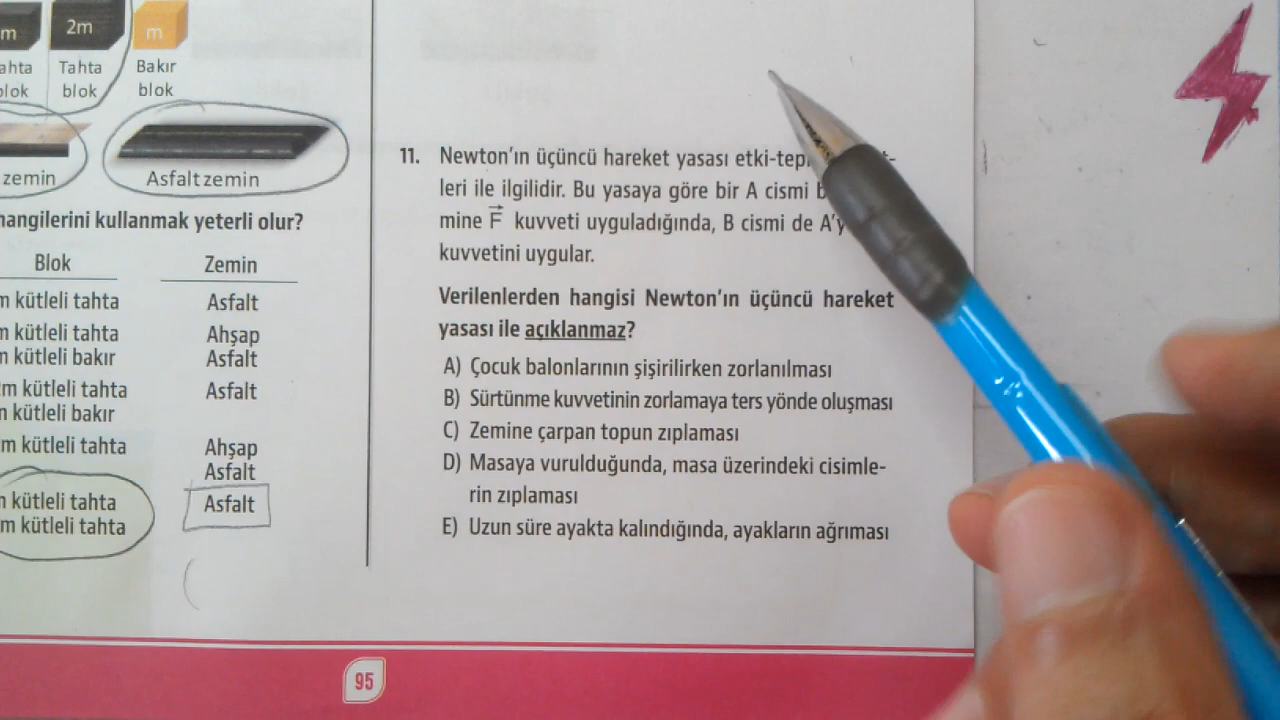 m
2m
m
Tahta
Bakır
blok
blok
zemin
Asfalt zemin
hangilerini kullanmak yeterli olur?
Blok
Zemin
m kütleli tahta
Asfalt
m kütleli tahta
Ahşap
m kütleli bakır
Asfalt
m kütleli tahta
Asfalt
kütleli bakır
m kütleli tahta
Ahşap
Asfalt
kütleli tahta
Asfalt
m kütleli tahta
11. Newton'ın üçüncü hareket yasası
leri ile ilgilidir. Bu yasaya göre bir A cismi
mine F kuvveti uyguladığında, B cismi de A'y
kuvvetini uygular.
Verilenlerden hangisi Newton'ın üçüncü hareket
yasası ile açıklanmaz?
A) Çocuk balonlarının şişirilirken zorlanılması
B) Sürtünme kuvvetinin zorlamaya ters yönde oluşması
C) Zemine çarpan topun zıplaması
D) Masaya vurulduğunda, masa üzerindeki cisimle-
rin zıplaması
E) Uzun süre ayakta kalındığında, ayakların ağrıması
95